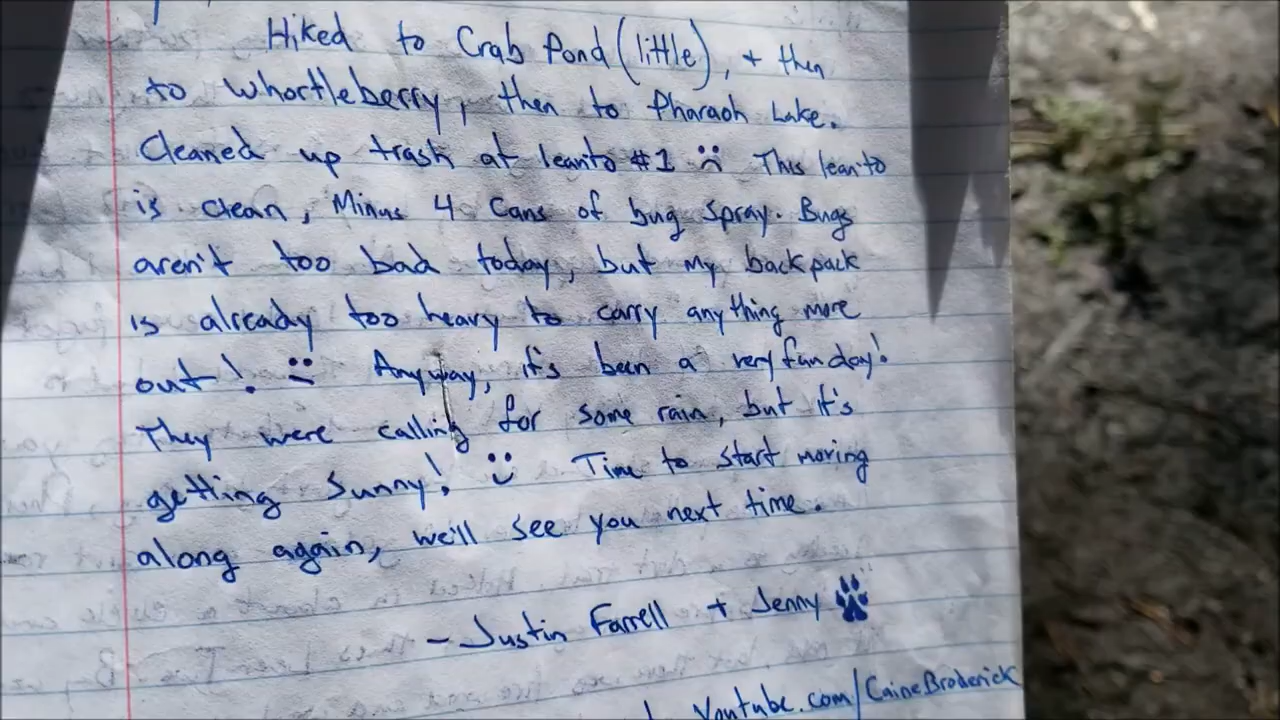 Hiked to Crab Pond (little), + then
to Whortleberry, then to Pharaoh Lake.
Cleaned up trash at leanto #1 :( This leanto
is clean, Minus 4 Cans of bug spray. Bugs
aren't too bad today, but my backpack
is already too heavy to carry anything more
out! :| Anyway, it's been a very fun day!
They were calling for some rain, but it's
getting Sunny! :) Time to start moving
along again, we'll see you next time.
- Justin Farrell + Jenny
Youtube.com/CaineBroderick